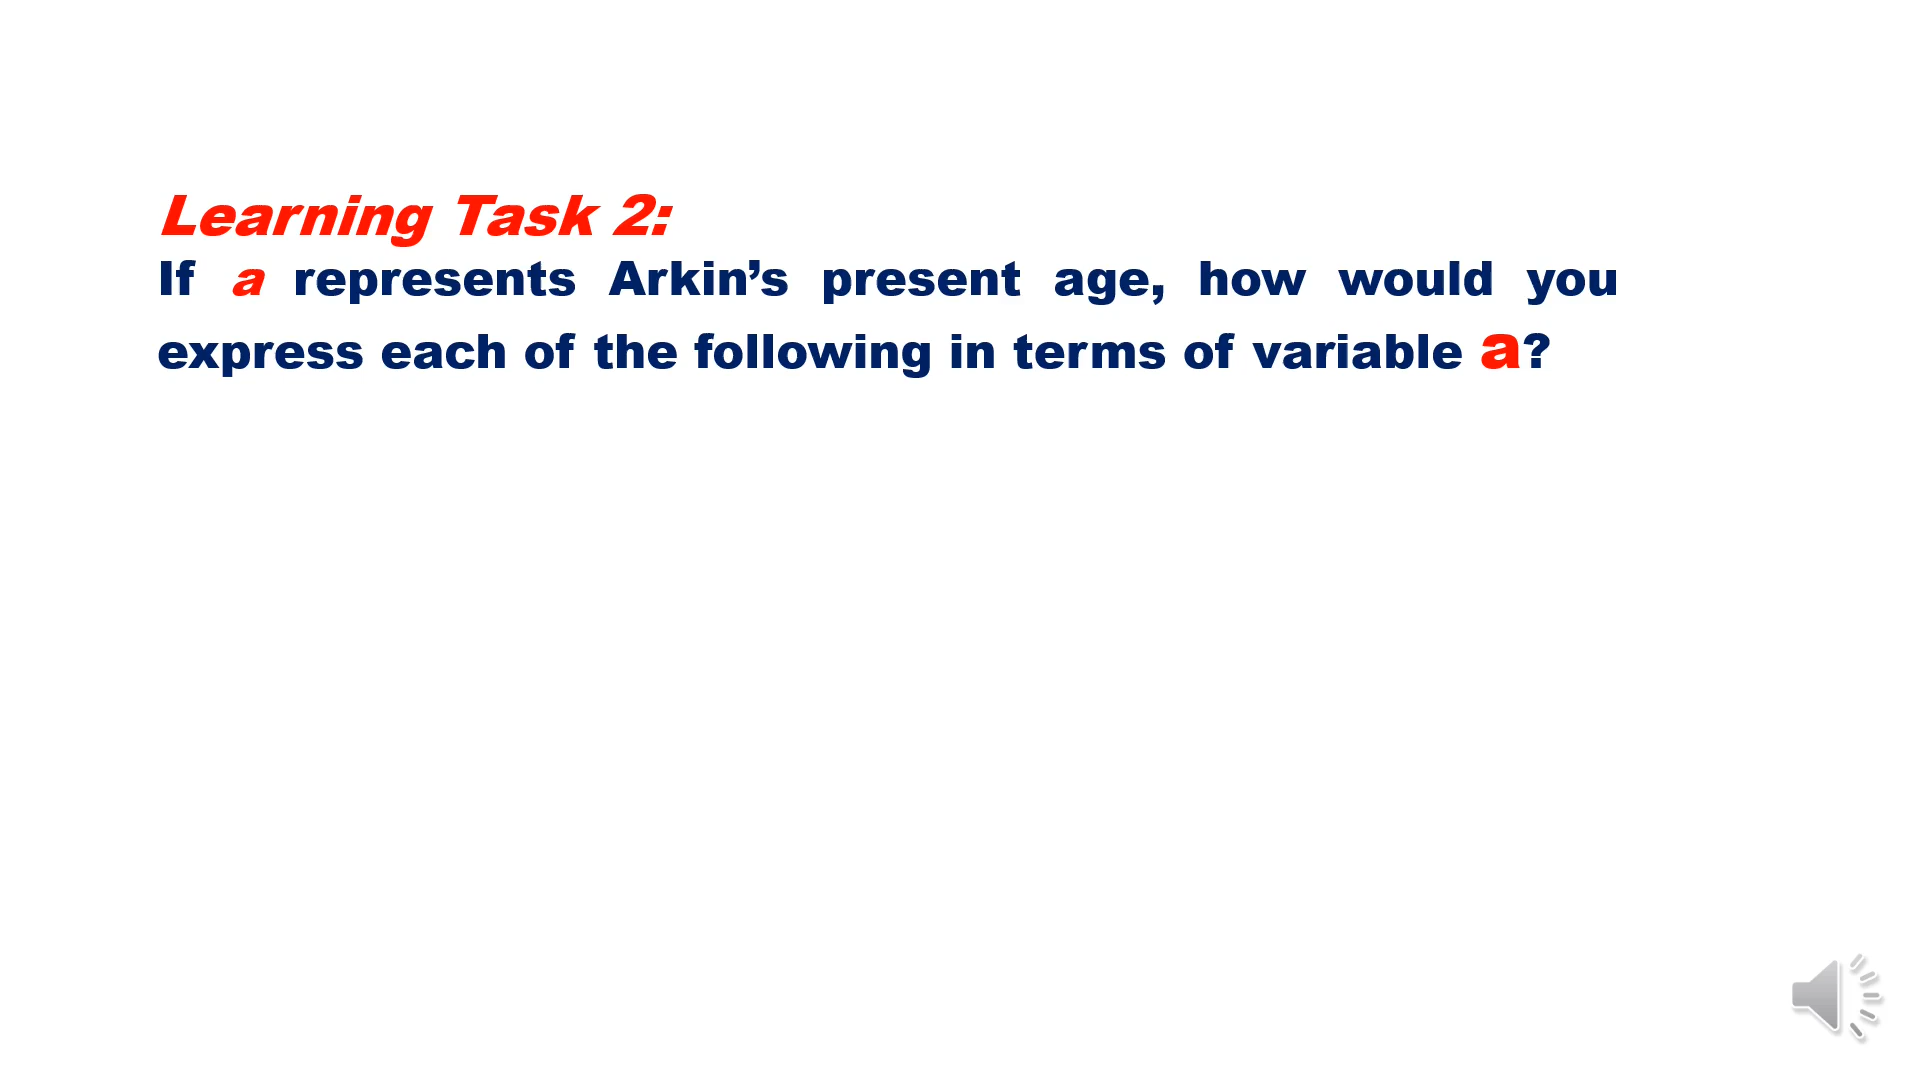 Learning Task 2:
If a represents Arkin’s present age, how would you
express each of the following in terms of variable a?